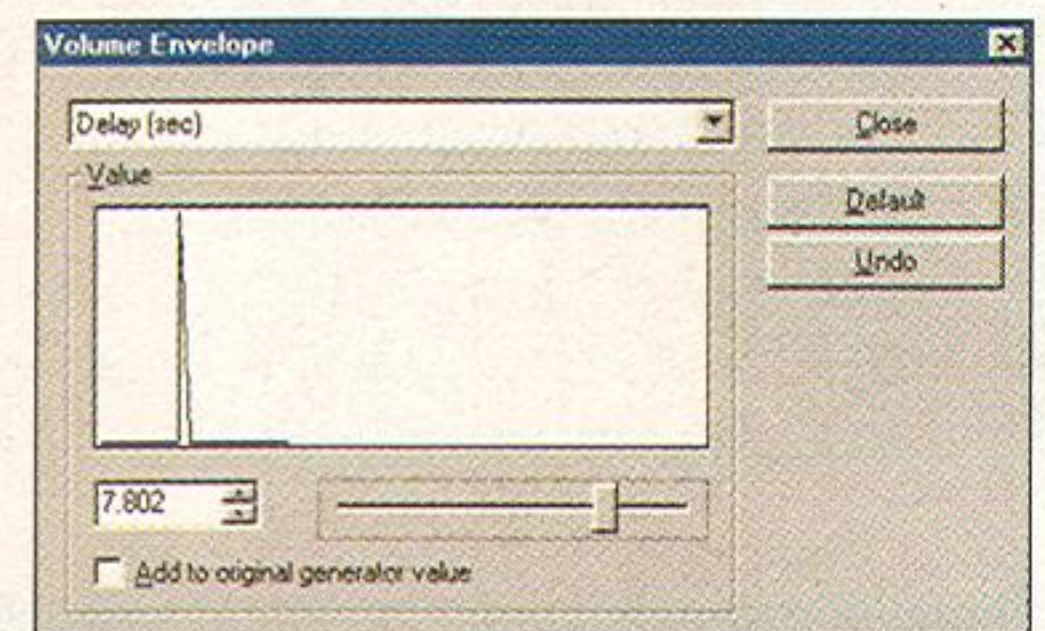 Volume Envelope
Delay (sec)
Close
Value
Default
Undo
7.802
Add to original generator value